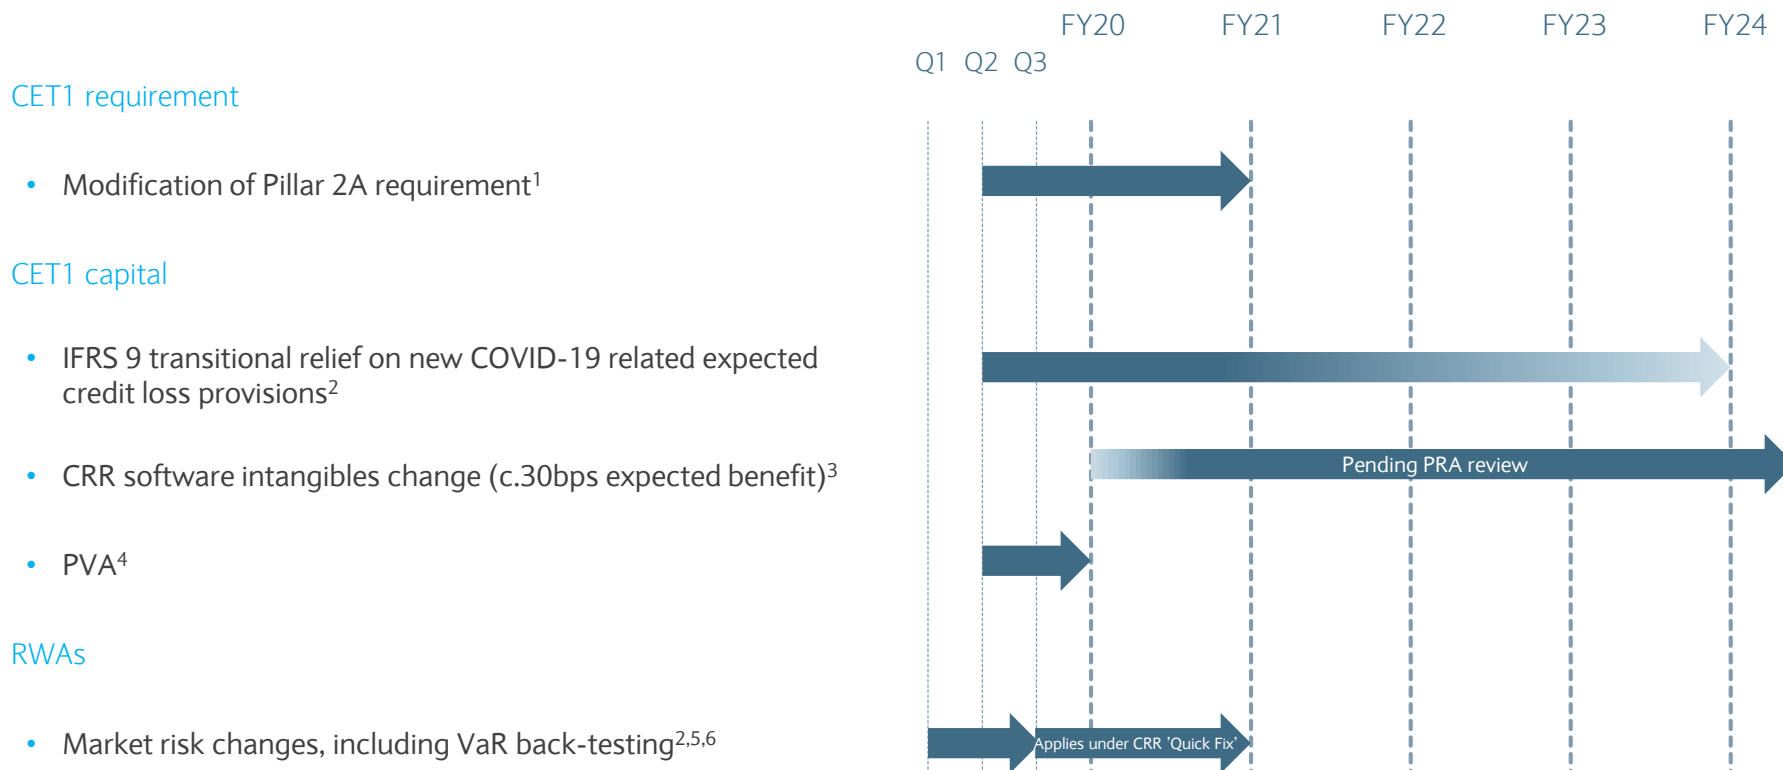 FY20 FY21 FY22 FY23 FY24
Q1 Q2 Q3
CET1 requirement
• Modification of Pillar 2A requirement1
CET1 capital
• IFRS 9 transitional relief on new COVID-19 related expected
credit loss provisions2
• CRR software intangibles change (c.30bps expected benefit)3
Pending PRA review
• PVA4
RWAs
• Market risk changes, including VaR back-testing2,5,6
Applies under CRR 'Quick Fix'